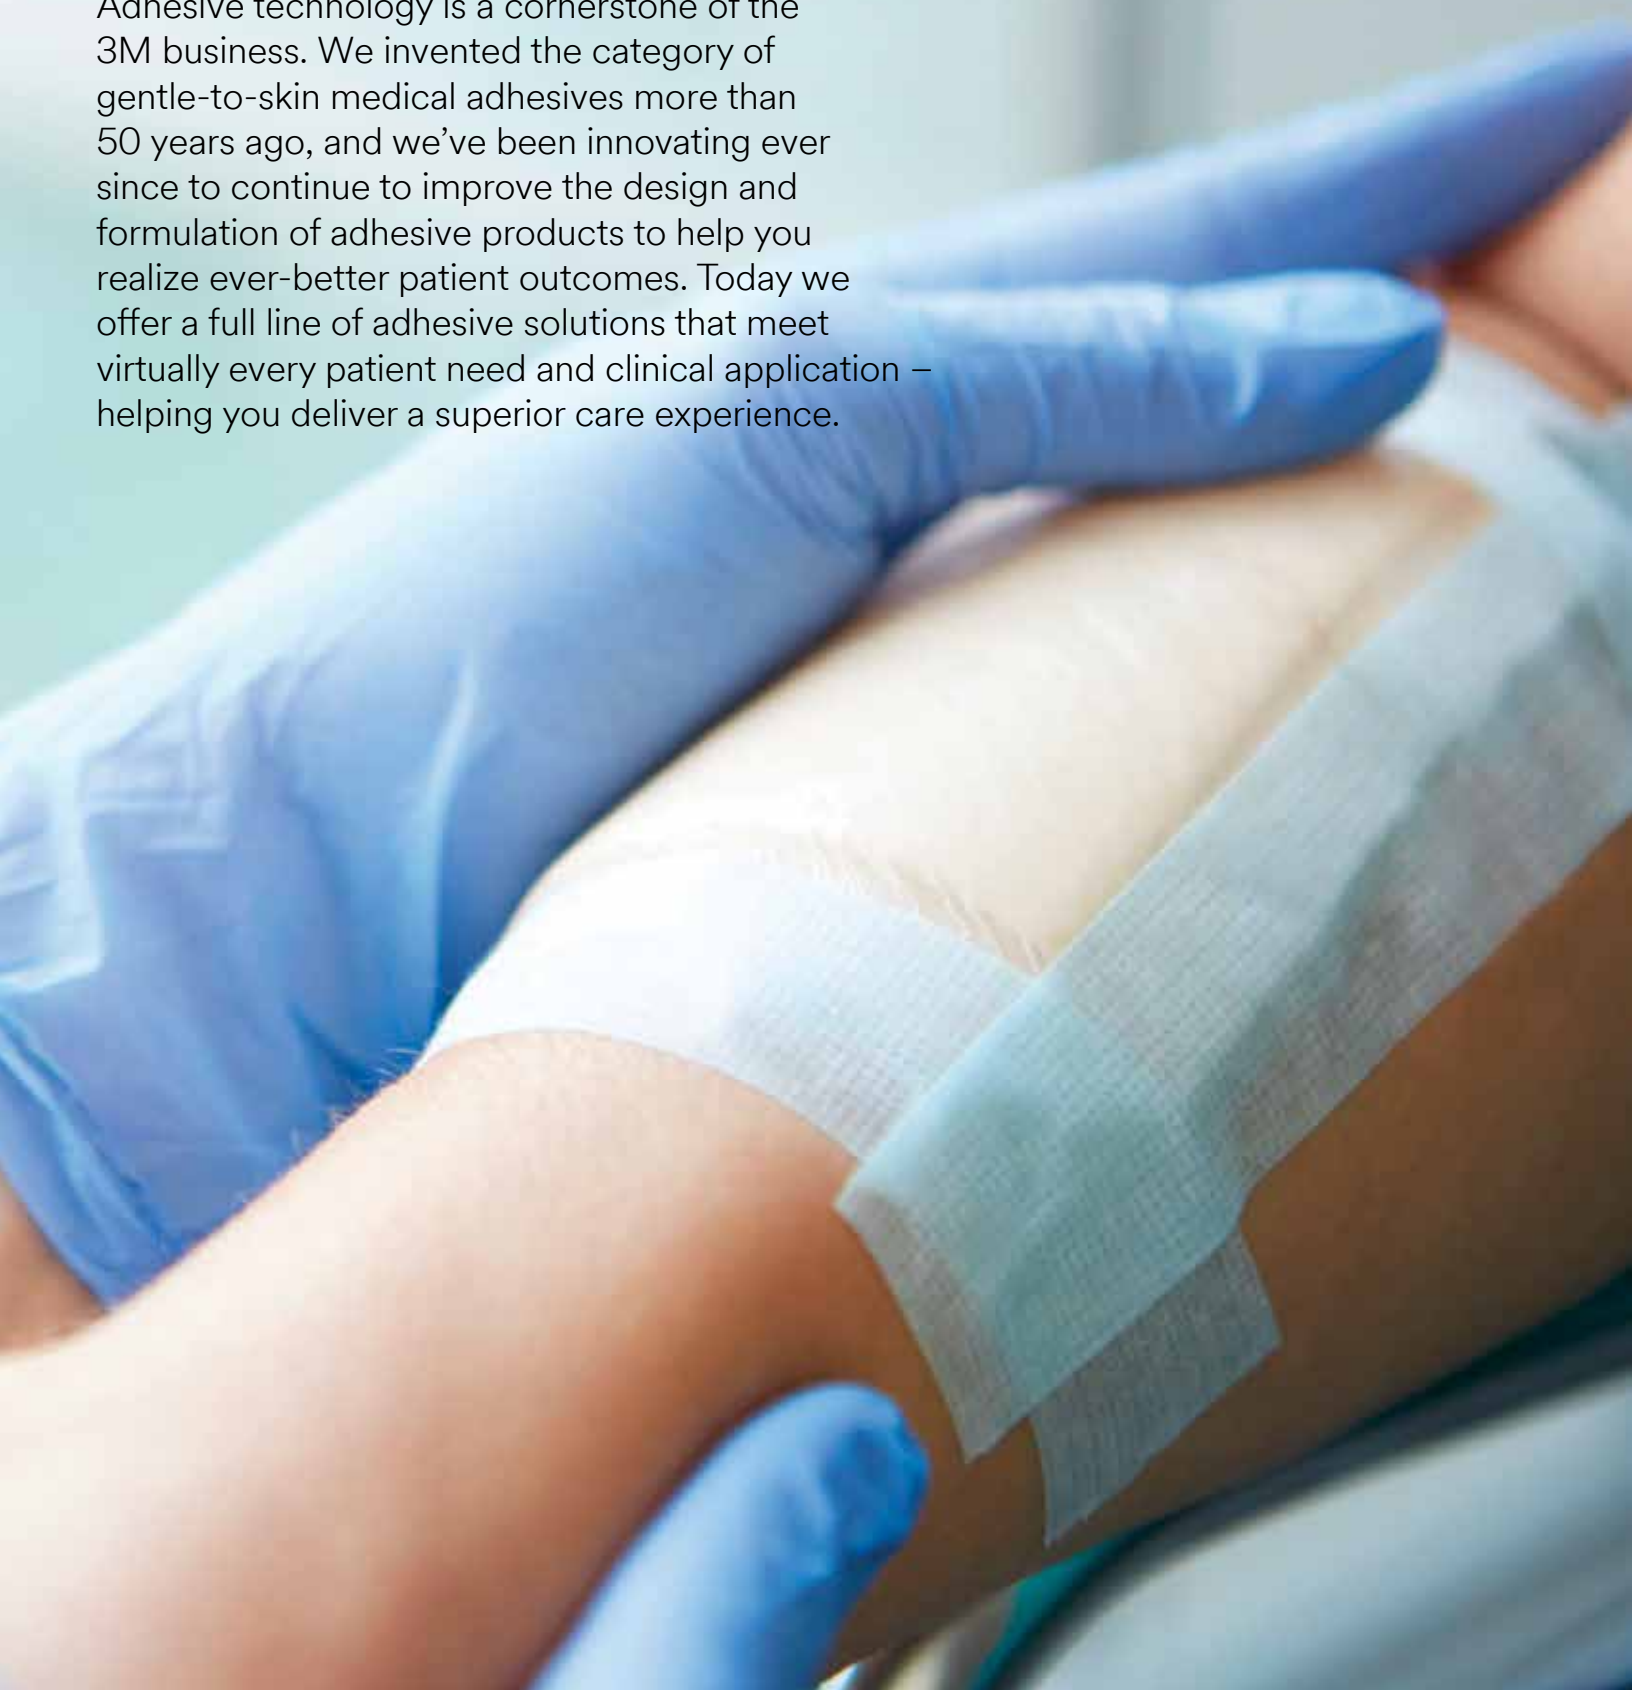 Adhesive technology is a cornerstone of the
3M business. We invented the category of
gentle-to-skin medical adhesives more than
50 years ago, and we’ve been innovating ever
since to continue to improve the design and
formulation of adhesive products to help you
realize ever-better patient outcomes. Today we
offer a full line of adhesive solutions that meet
virtually every patient need and clinical application –
helping you deliver a superior care experience.